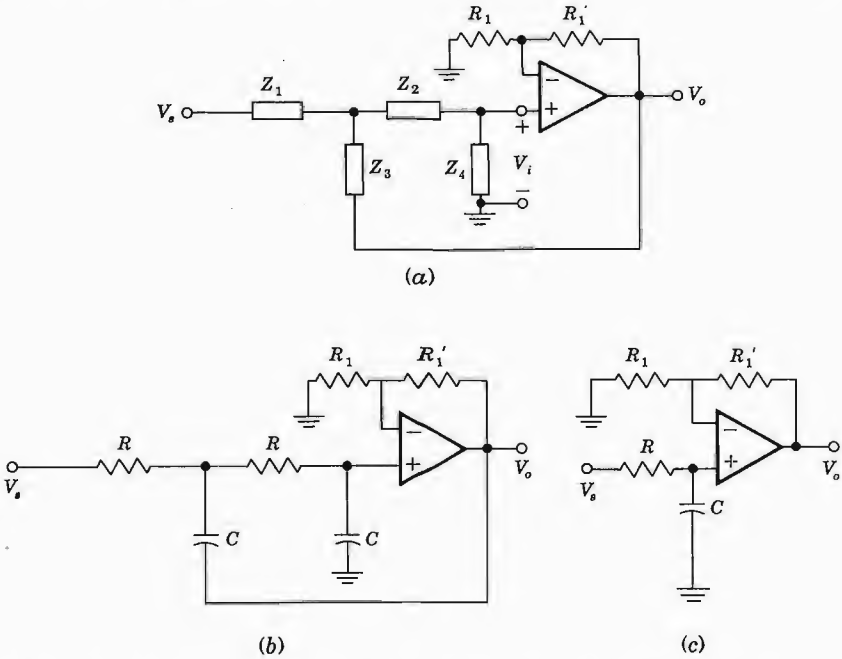 R₁ R₁′
Z₁ Z₂
Vₛ − Vₒ
+
+
Z₃ Z₄ Vᵢ
−
(a)
R₁ R₁′ R₁ R₁′
R R − R −
Vₛ + Vₒ Vₛ + Vₒ
C C C
(b) (c)